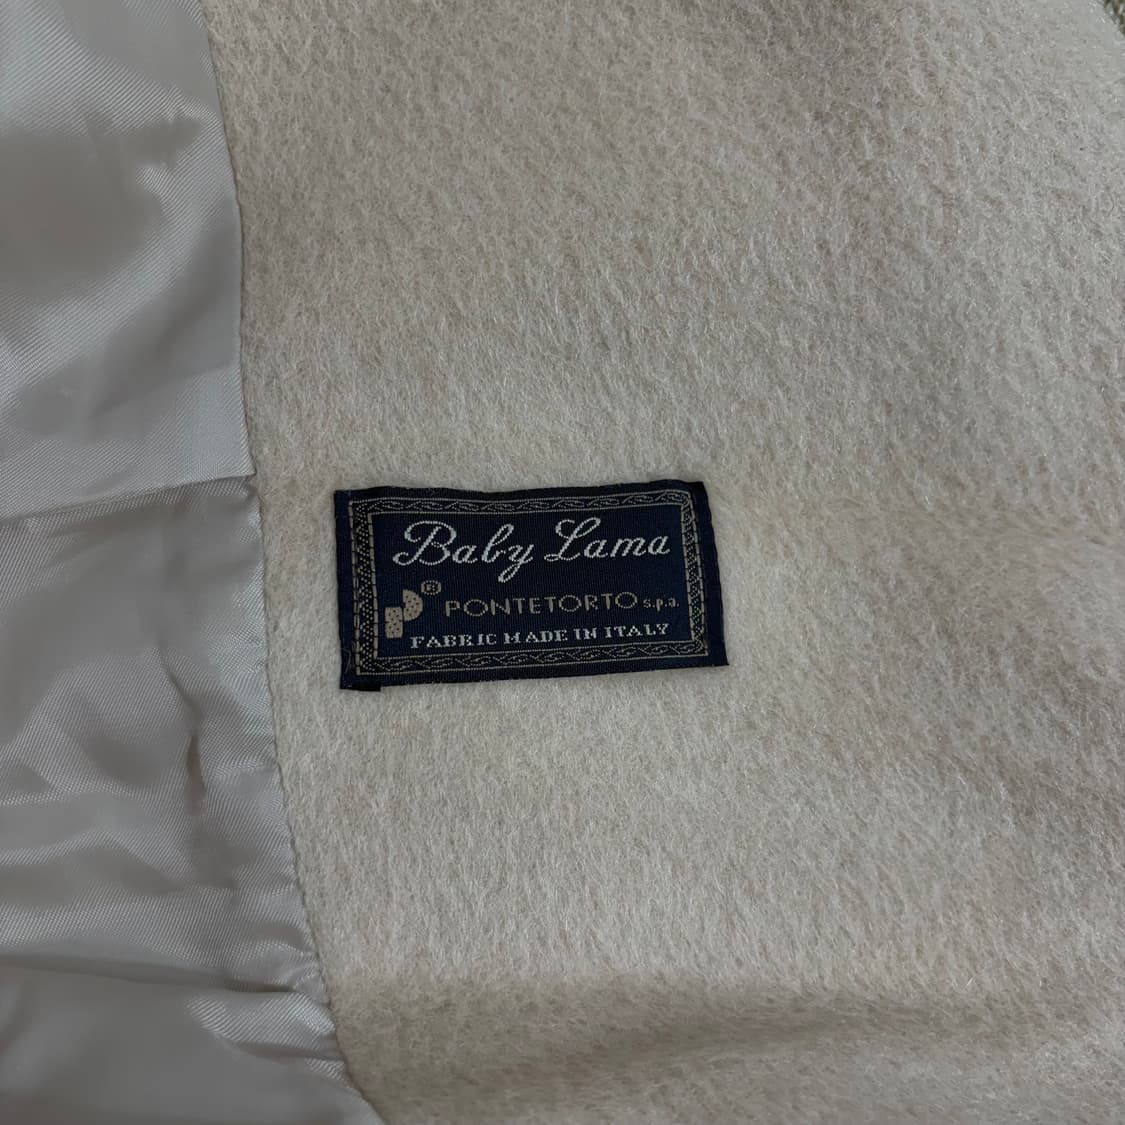 Baby Lama
® PONTETORTO s.p.a.
FABRIC MADE IN ITALY